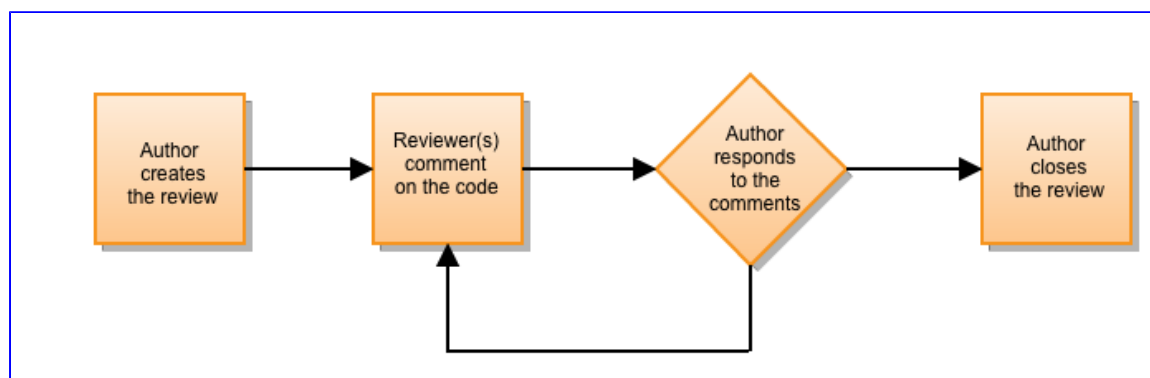 Author
creates
the review
Reviewer(s)
comment
on the code
Author
responds
to the
comments
Author
closes
the review